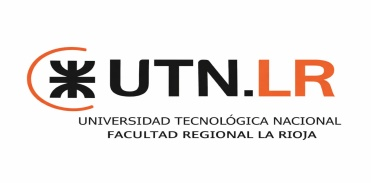 UTN.LR
UNIVERSIDAD TECNOLÓGICA NACIONAL
FACULTAD REGIONAL LA RIOJA